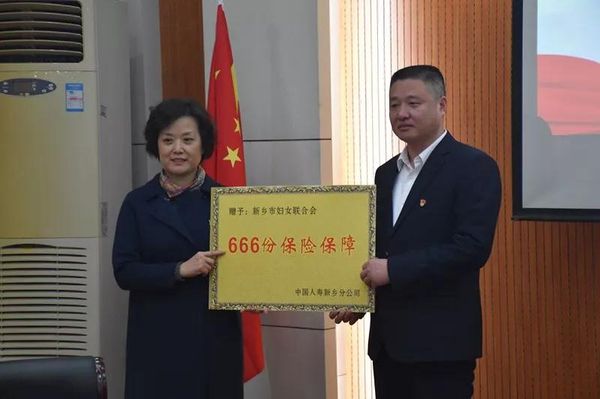 赠予：新乡市妇女联合会
666份保险保障
中国人寿新乡分公司